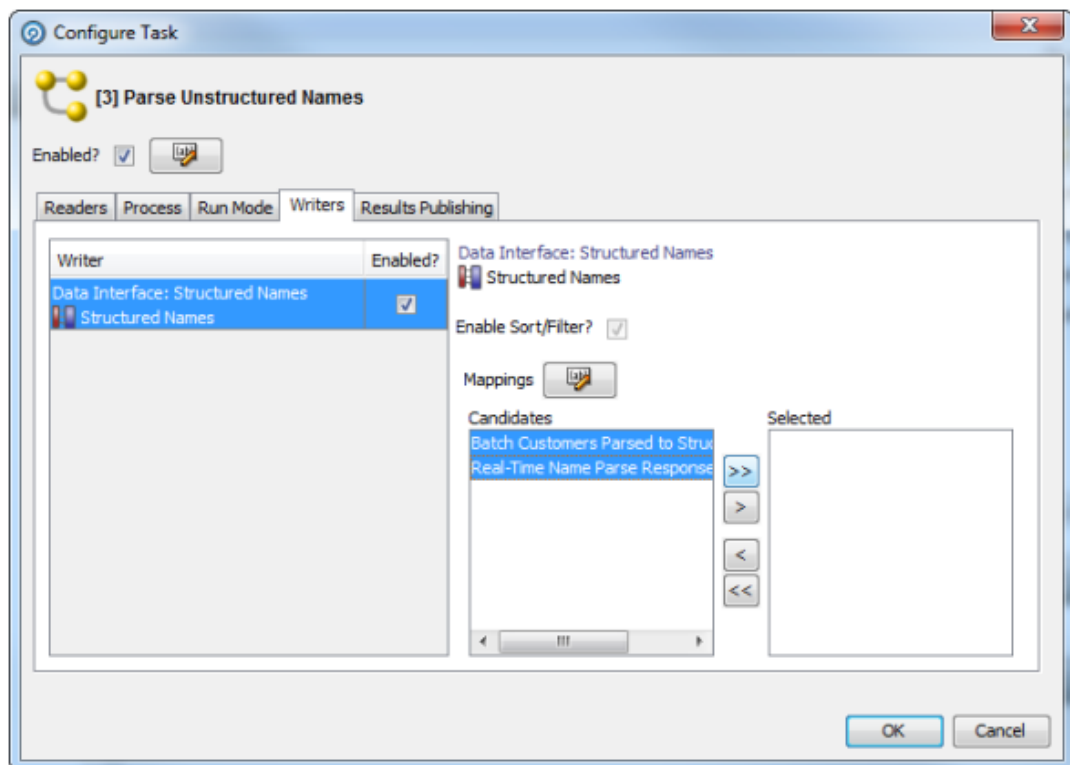 Configure Task
[3] Parse Unstructured Names
Enabled?
Readers Process Run Mode Writers Results Publishing
Writer Enabled?
Data Interface: Structured Names
Structured Names
Data Interface: Structured Names
Structured Names
Enable Sort/Filter?
Mappings
Candidates
Batch Customers Parsed to Struc
Real-Time Name Parse Response
>>
>
<
<<
Selected
OK Cancel